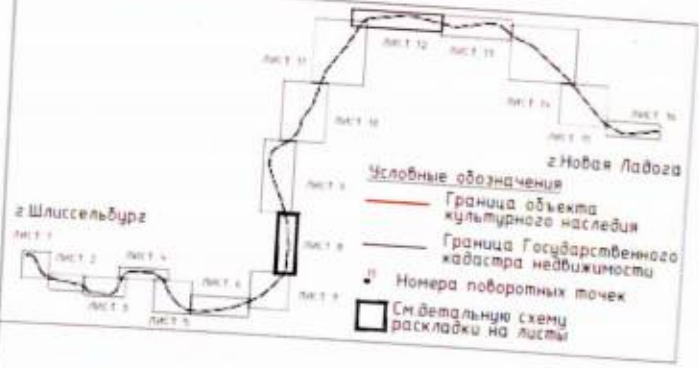 лист 12
лист 13
лист 11
лист 14
лист 16
лист 10
лист 15
г.Новая Ладога
Условные обозначения
Граница объекта
культурного наследия
Граница Государственного
кадастра недвижимости
11
Номера поворотных точек
См.детальную схему
раскладки на листы
лист 9
г.Шлиссельбург
лист 1
лист 2
лист 4
лист 8
лист 6
лист 7
лист 3
лист 5